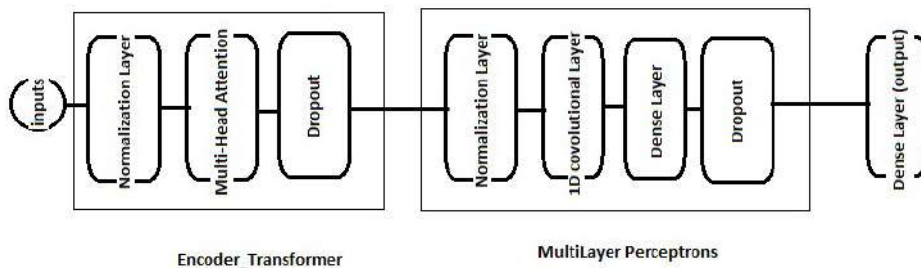 inputs
Normalization Layer
Multi-Head Attention
Dropout
Normalization Layer
1D covolutional Layer
Dense Layer
Dropout
Dense Layer (output)
Encoder_Transformer
MultiLayer Perceptrons